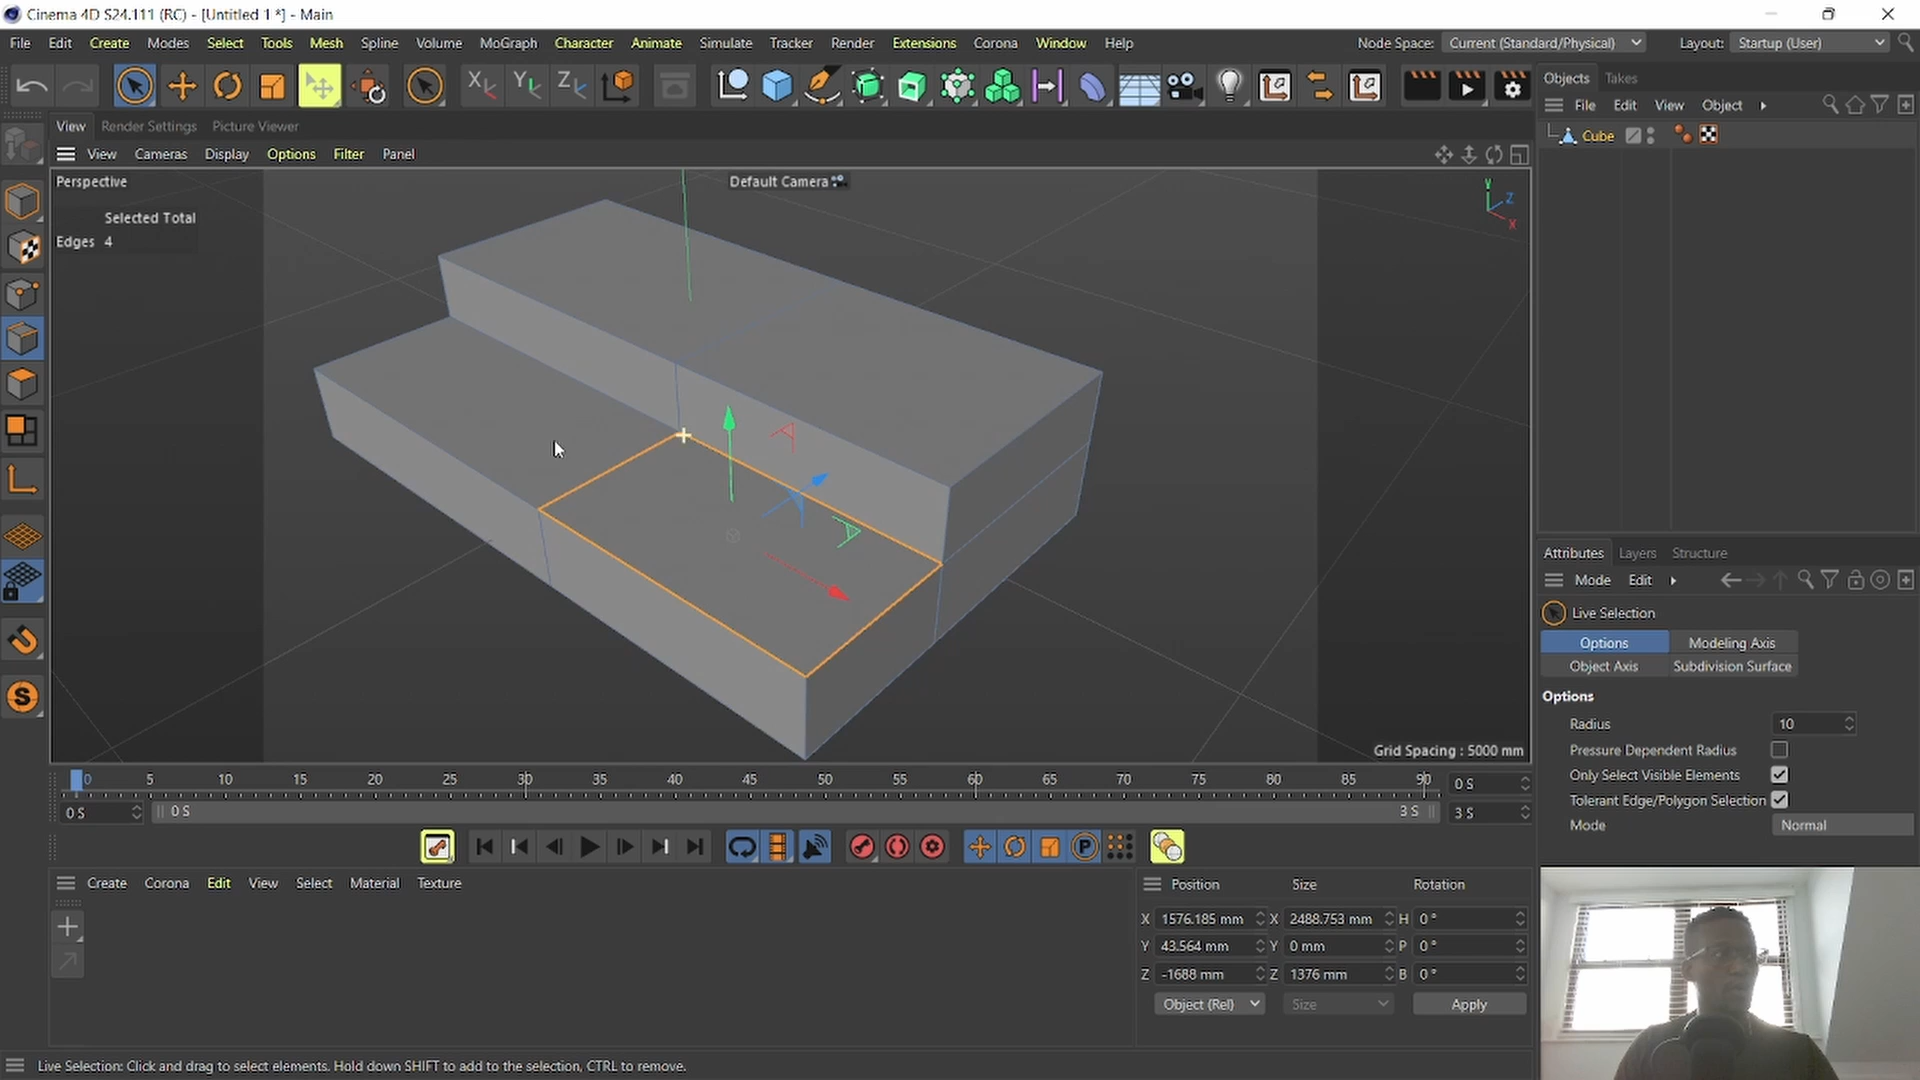 Cinema 4D S24.111 (RC) - [Untitled 1 *] - Main
File Edit Create Modes Select Tools Mesh Spline Volume MoGraph Character Animate Simulate Tracker Render Extensions Corona Window Help Node Space: Current (Standard/Physical) Layout: Startup (User)
X Y Z
View Render Settings Picture Viewer
Objects Takes
View Cameras Display Options Filter Panel
File Edit View Object
Cube
Perspective
Default Camera
Y Z X
Selected Total
Edges 4
Grid Spacing : 5000 mm
Attributes Layers Structure
Mode Edit
Live Selection
Options Modeling Axis
Object Axis Subdivision Surface
Options
Radius 10
Pressure Dependent Radius
Only Select Visible Elements
Tolerant Edge/Polygon Selection
Mode Normal
0 5 10 15 20 25 30 35 40 45 50 55 60 65 70 75 80 85 90 0 S
0 S 0 S 3 S 3 S
P
Create Corona Edit View Select Material Texture
Position Size Rotation
X 1576.185 mm X 2488.753 mm H 0 °
Y 43.564 mm Y 0 mm P 0 °
Z -1688 mm Z 1376 mm B 0 °
Object (Rel) Size Apply
Live Selection: Click and drag to select elements. Hold down SHIFT to add to the selection, CTRL to remove.